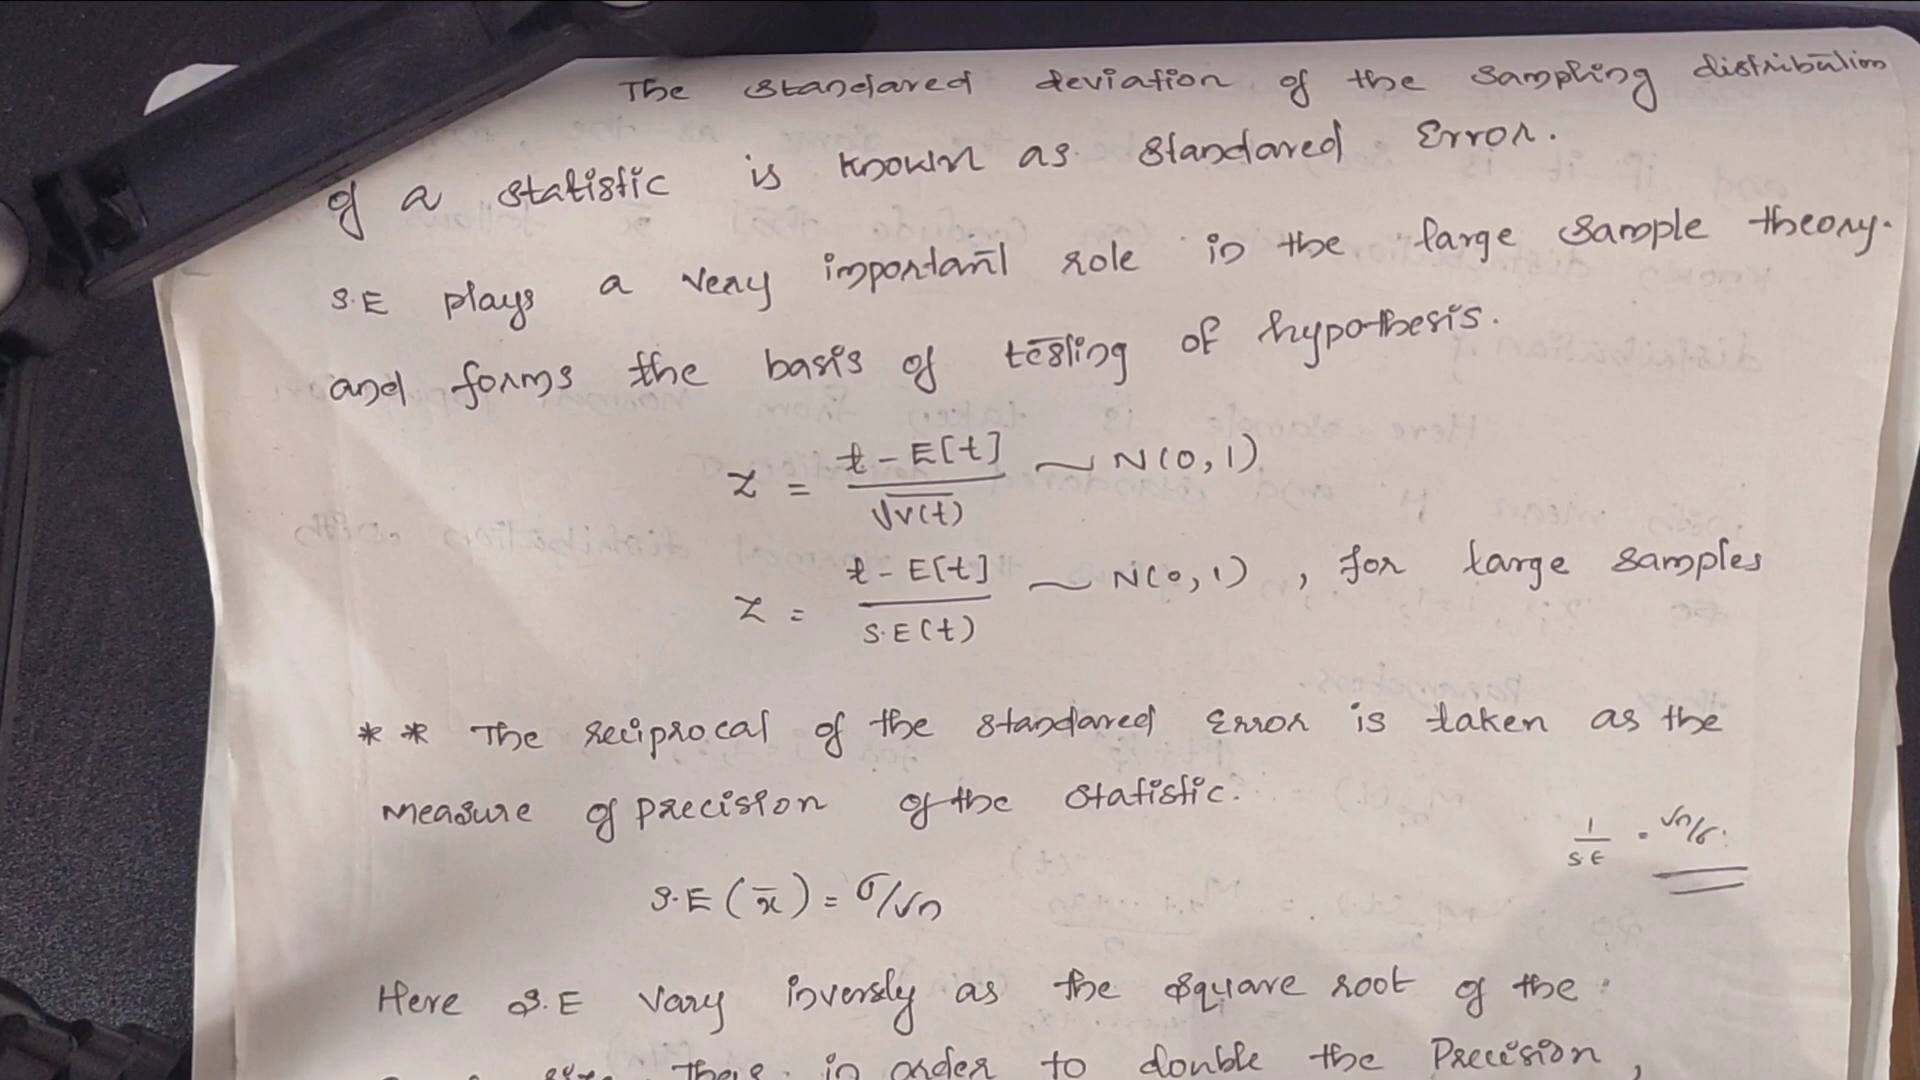 The standared deviation of the sampling distribution
of a statistic is known as standared Error.
S.E plays a very important role in the large sample theory.
and forms the basis of testing of hypothesis.
Z = t - E[t] / √V(t) ~ N(0, 1)
Z = t - E[t] / S.E(t) ~ N(0, 1) , for large samples
* * The reciprocal of the standared Error is taken as the
measure of precision of the statistic.
1 / S.E = √n/σ.
S.E (x̄) = σ/√n
Here S.E vary inversly as the square root of the
in order to double the Precision,